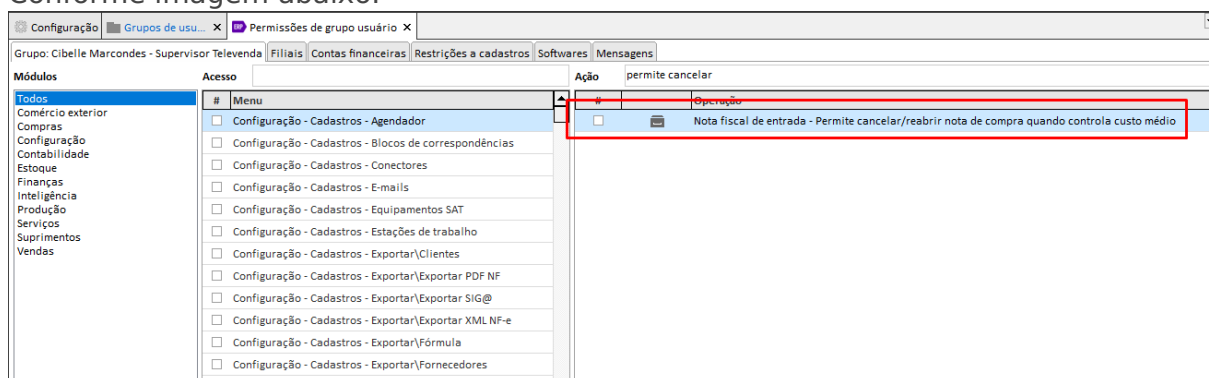 Conforme imagem abaixo:
Configuração Grupos de usu... X Permissões de grupo usuário X
Grupo: Cibelle Marcondes - Supervisor Televenda Filiais Contas financeiras Restrições a cadastros Softwares Mensagens
Módulos
Todos
Comércio exterior
Compras
Configuração
Contabilidade
Estoque
Finanças
Inteligência
Produção
Serviços
Suprimentos
Vendas
Acesso
# Menu
Configuração - Cadastros - Agendador
Configuração - Cadastros - Blocos de correspondências
Configuração - Cadastros - Conectores
Configuração - Cadastros - E-mails
Configuração - Cadastros - Equipamentos SAT
Configuração - Cadastros - Estações de trabalho
Configuração - Cadastros - Exportar\Clientes
Configuração - Cadastros - Exportar\Exportar PDF NF
Configuração - Cadastros - Exportar\Exportar SIG@
Configuração - Cadastros - Exportar\Exportar XML NF-e
Configuração - Cadastros - Exportar\Fórmula
Configuração - Cadastros - Exportar\Fornecedores
Ação permite cancelar
# Operação
Nota fiscal de entrada - Permite cancelar/reabrir nota de compra quando controla custo médio